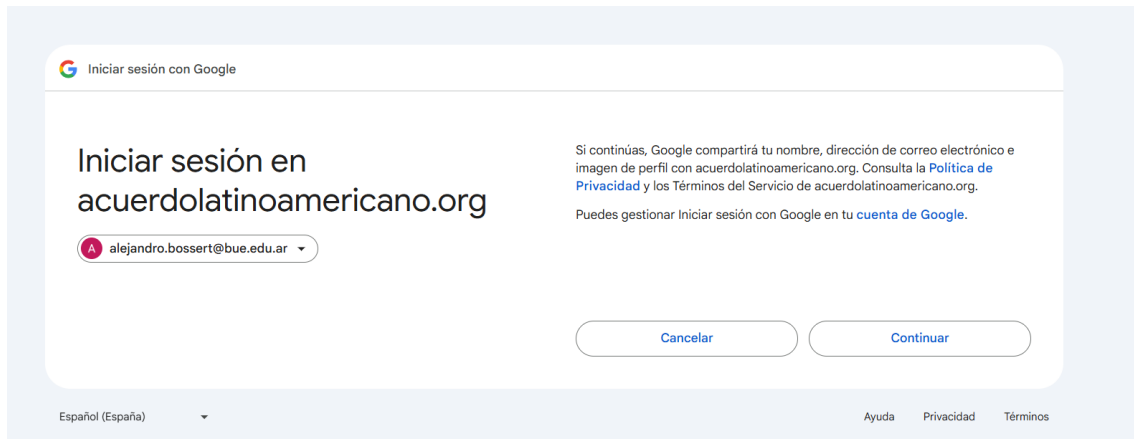 Iniciar sesión con Google
Iniciar sesión en
acuerdolatinoamericano.org
A alejandro.bossert@bue.edu.ar
Si continúas, Google compartirá tu nombre, dirección de correo electrónico e
imagen de perfil con acuerdolatinoamericano.org. Consulta la Política de
Privacidad y los Términos del Servicio de acuerdolatinoamericano.org.
Puedes gestionar Iniciar sesión con Google en tu cuenta de Google.
Cancelar Continuar
Español (España) Ayuda Privacidad Términos